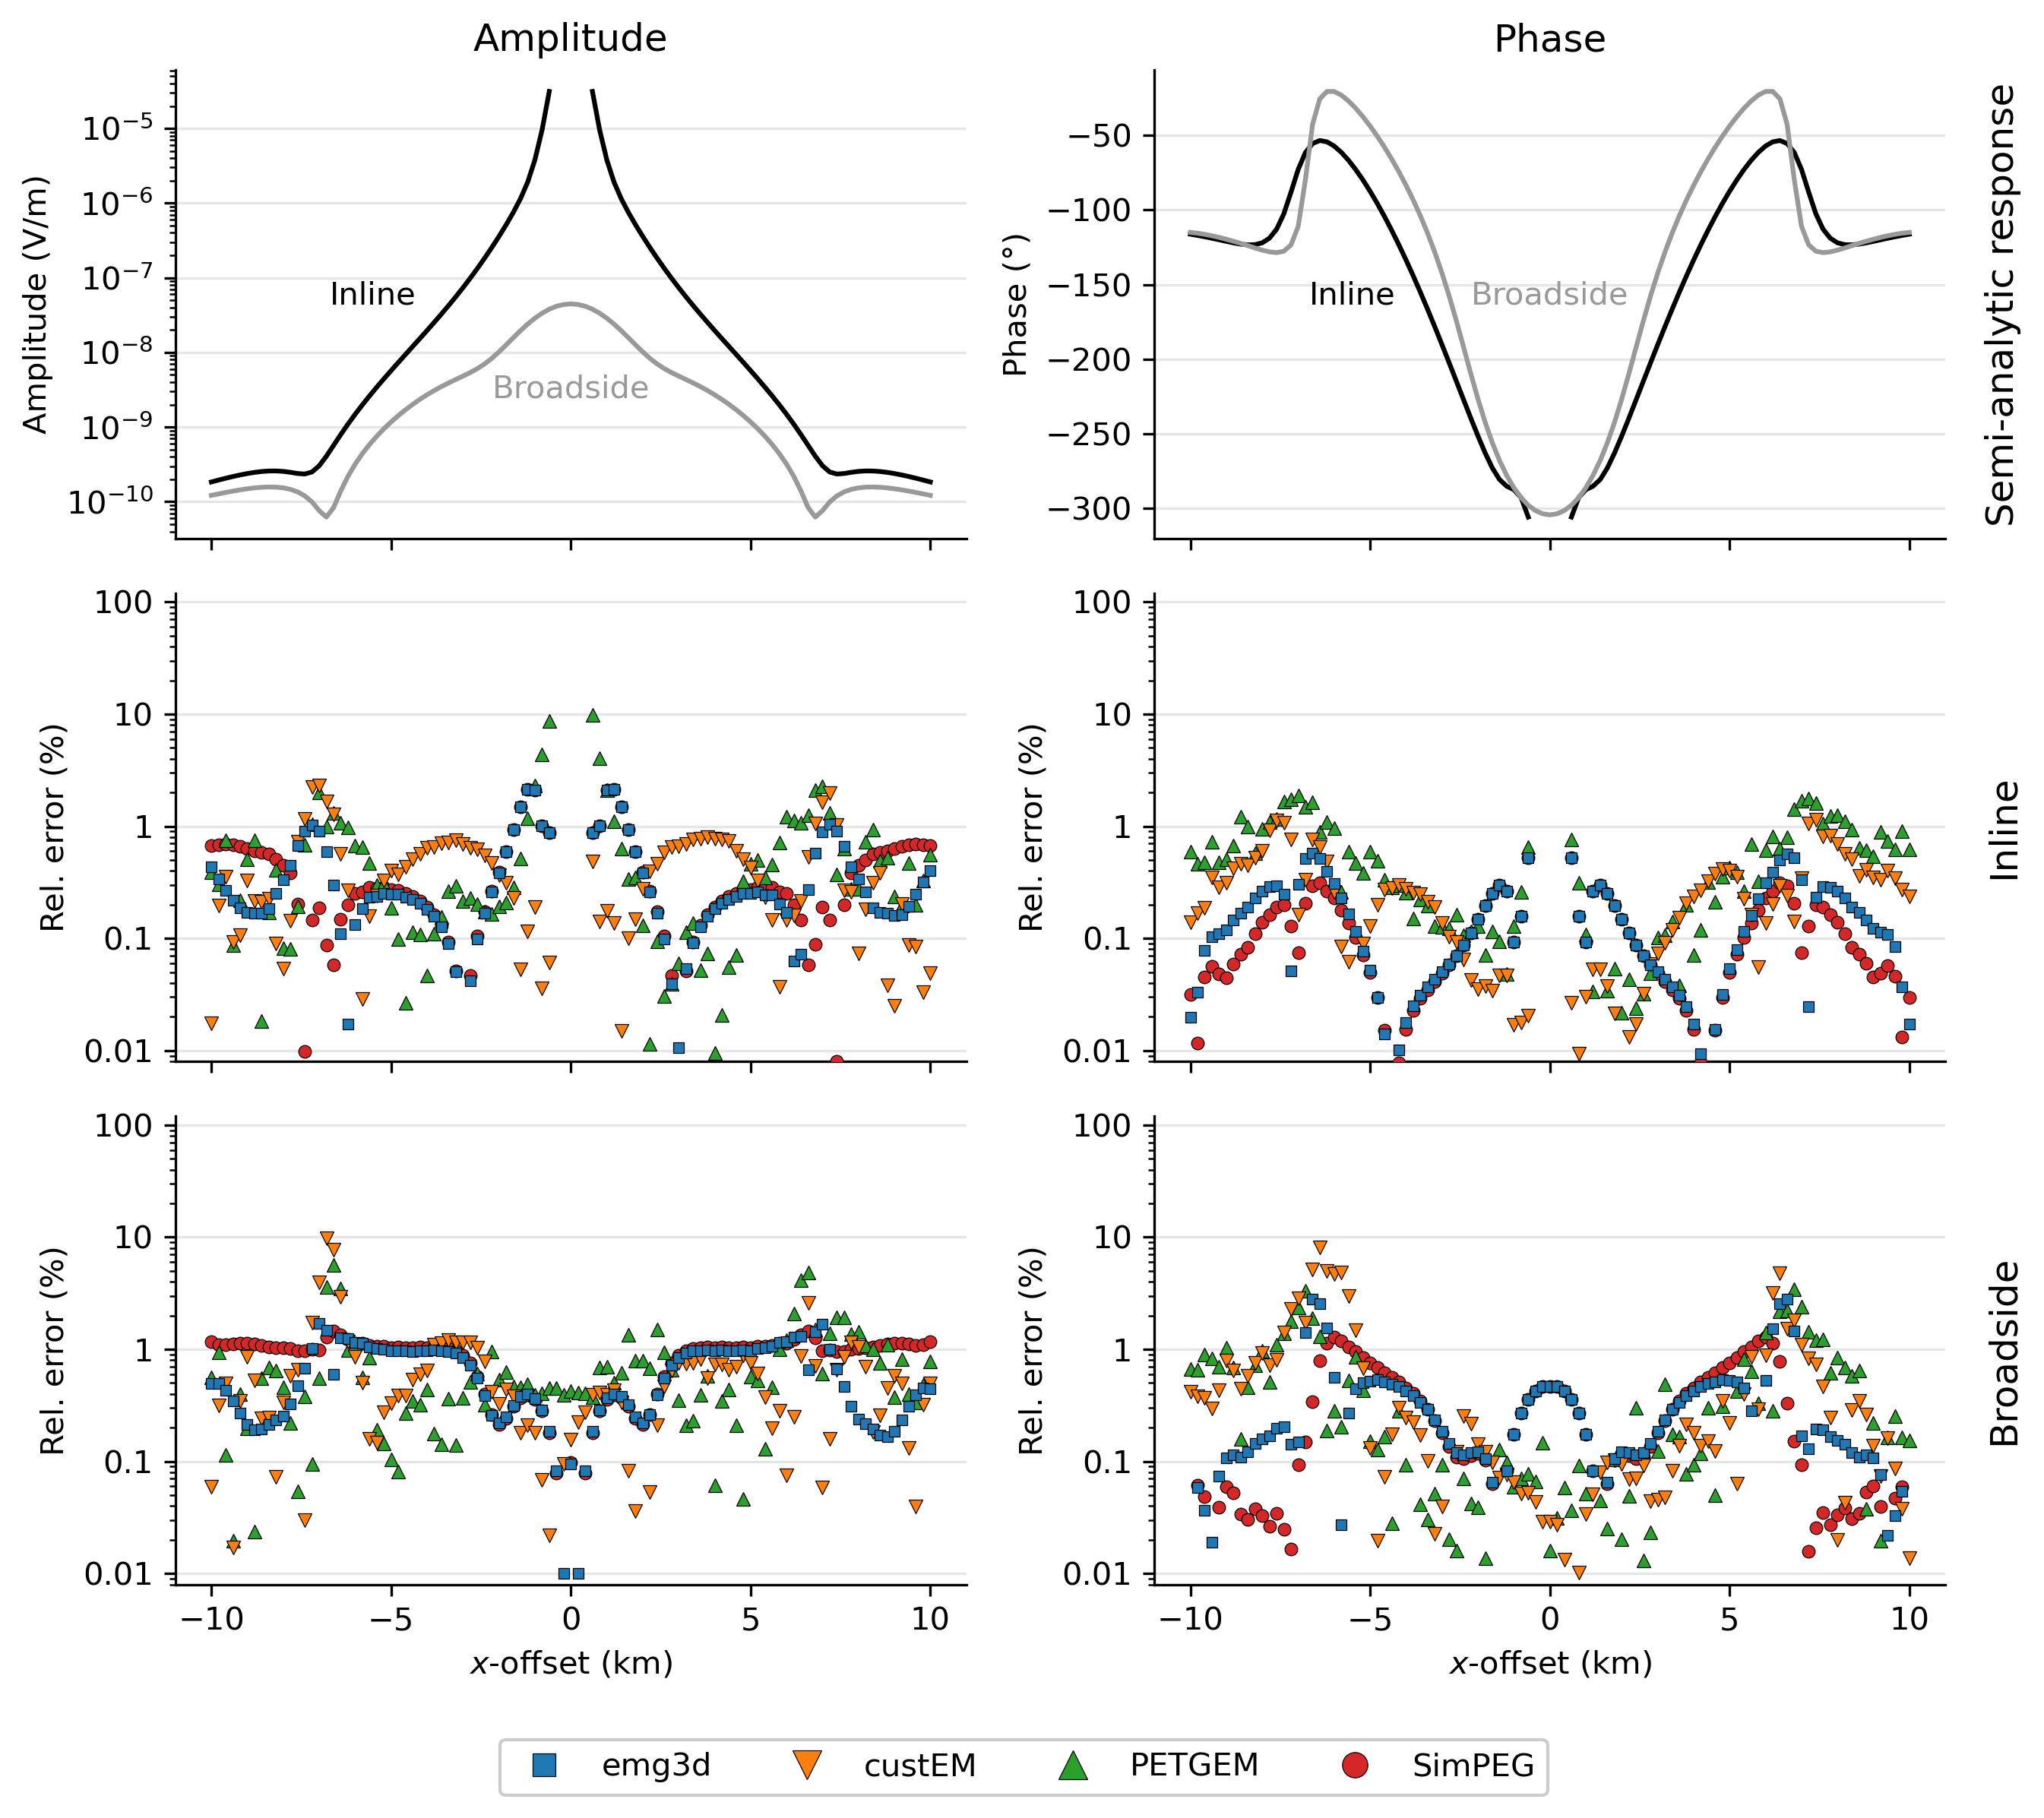 Amplitude
Phase
Amplitude (V/m)
10⁻⁵
10⁻⁶
10⁻⁷
10⁻⁸
10⁻⁹
10⁻¹⁰
Inline
Broadside
Phase (°)
−50
−100
−150
−200
−250
−300
Inline
Broadside
Semi-analytic response
Rel. error (%)
100
10
1
0.1
0.01
Rel. error (%)
100
10
1
0.1
0.01
Inline
Rel. error (%)
100
10
1
0.1
0.01
−10 −5 0 5 10
x-offset (km)
Rel. error (%)
100
10
1
0.1
0.01
−10 −5 0 5 10
x-offset (km)
Broadside
emg3d custEM PETGEM SimPEG